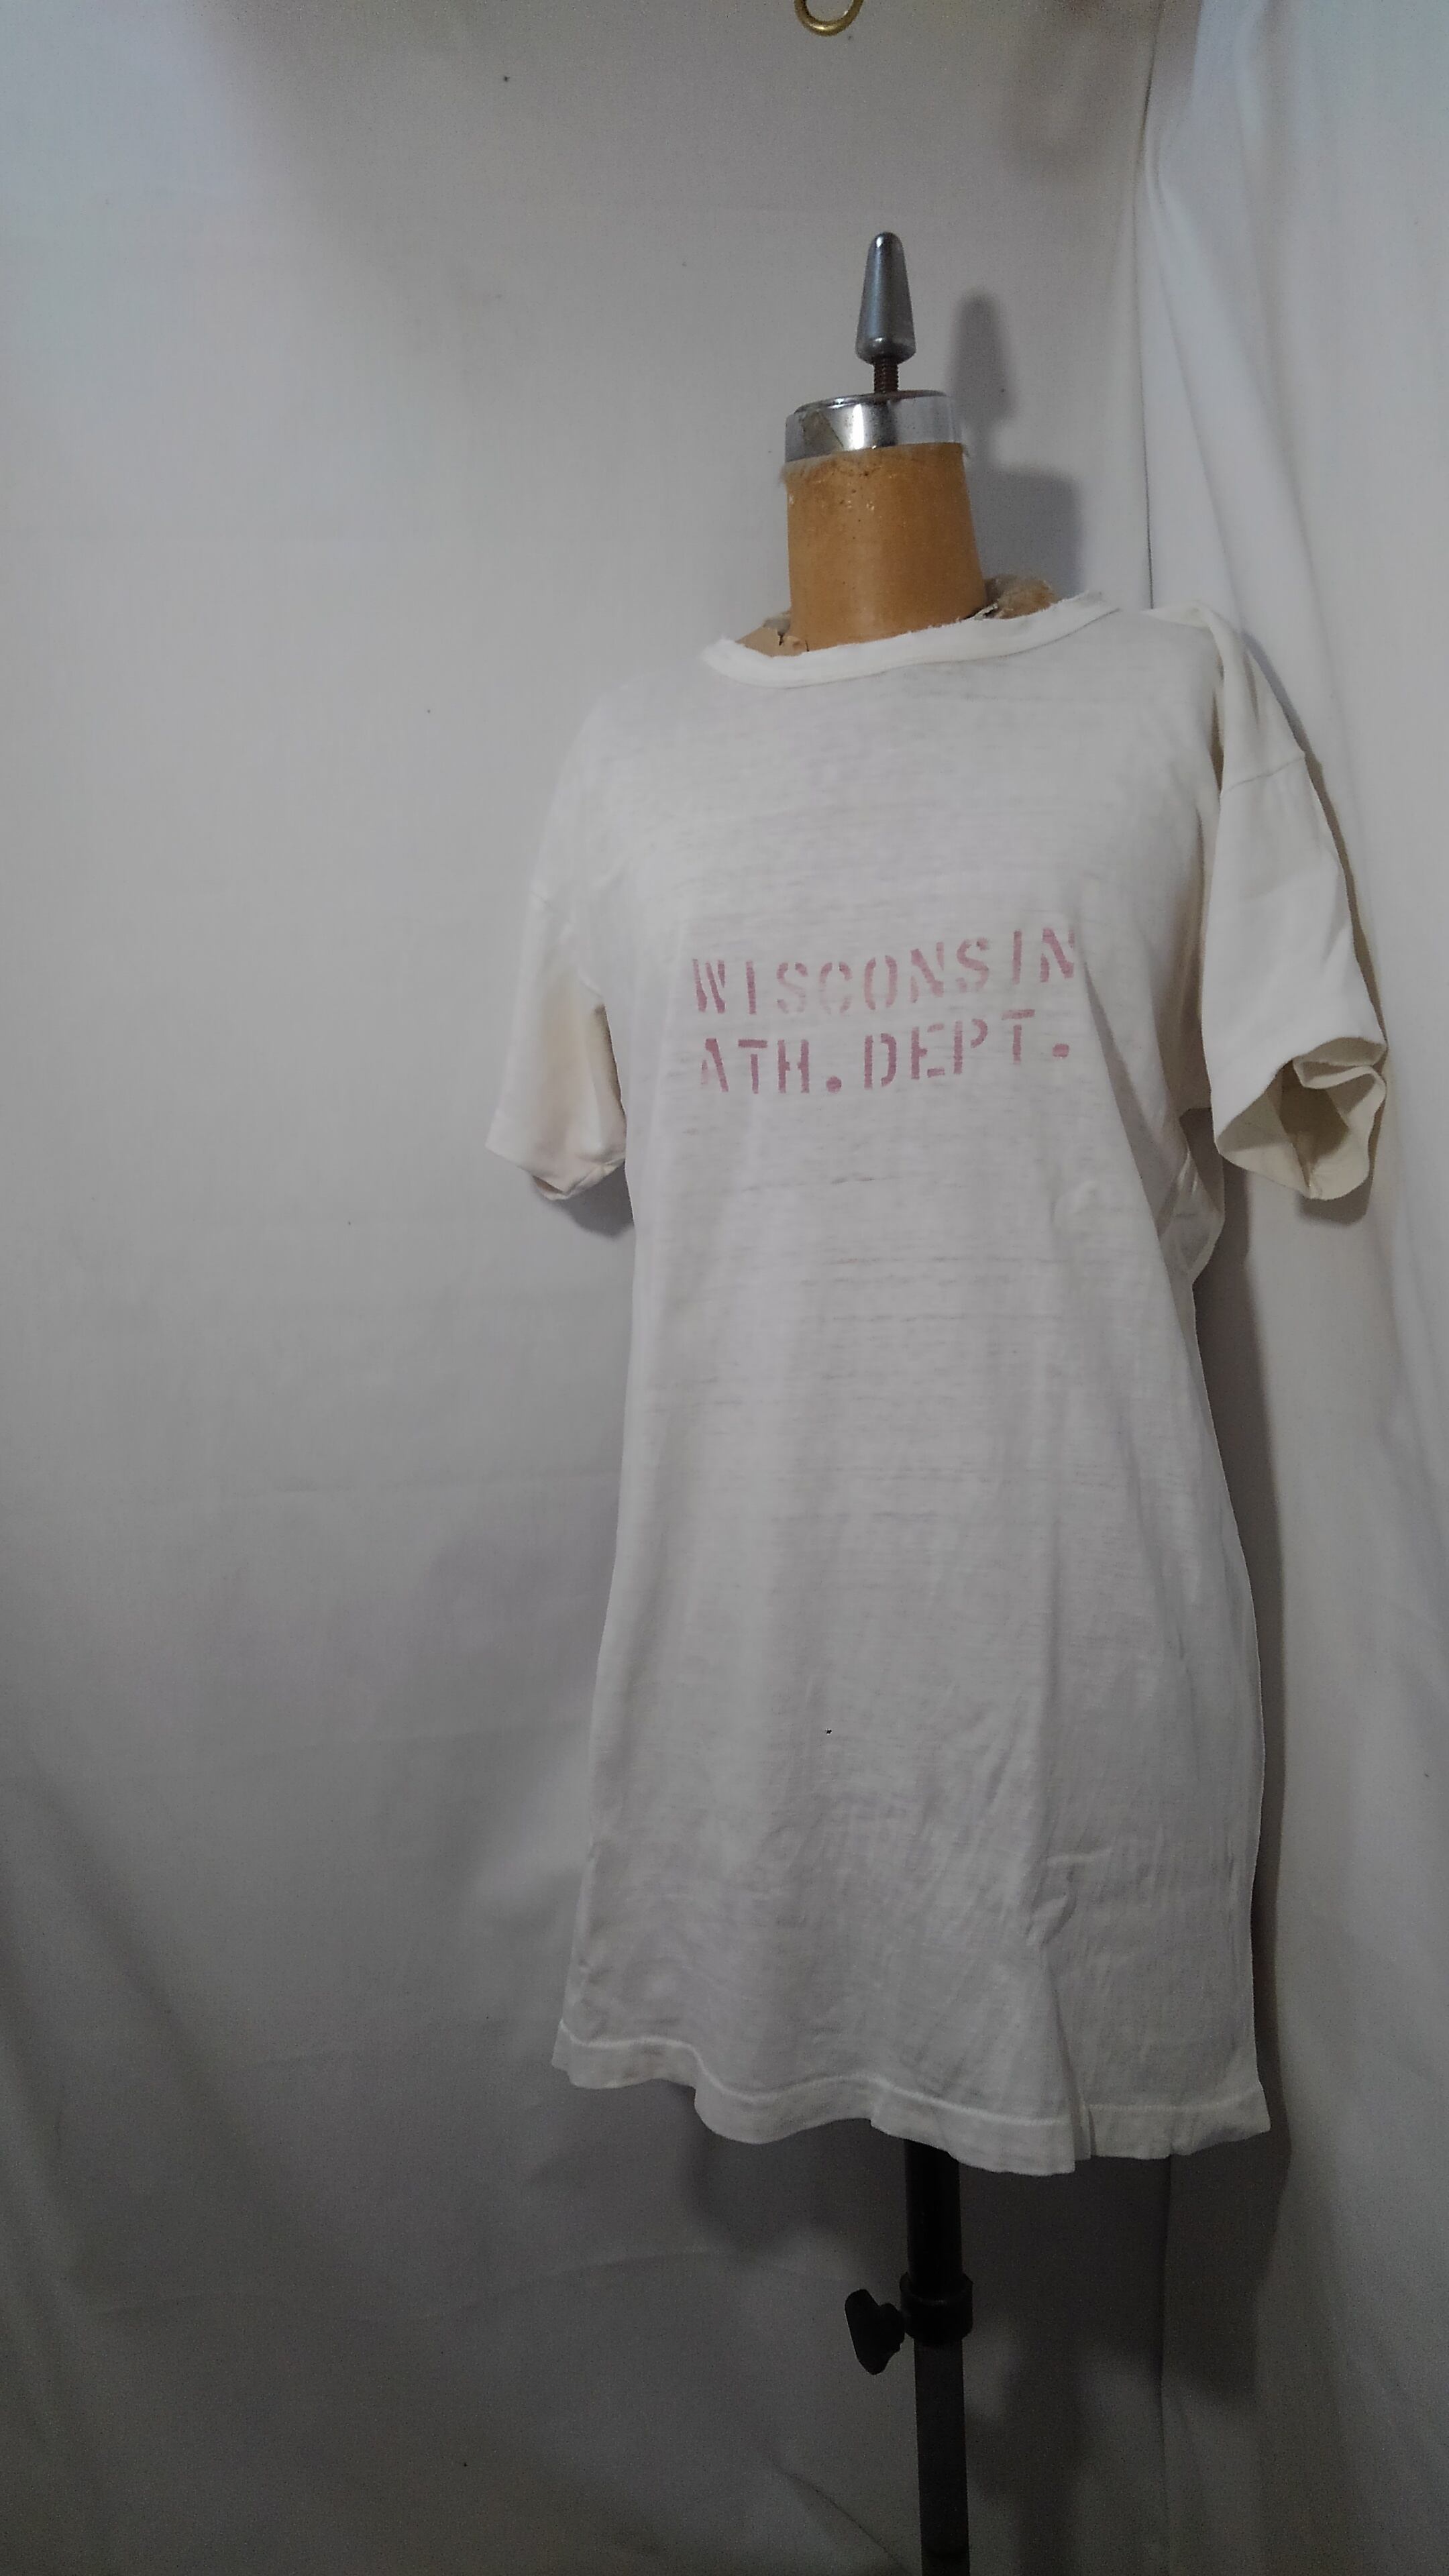 WISCONSIN
ATH. DEPT.